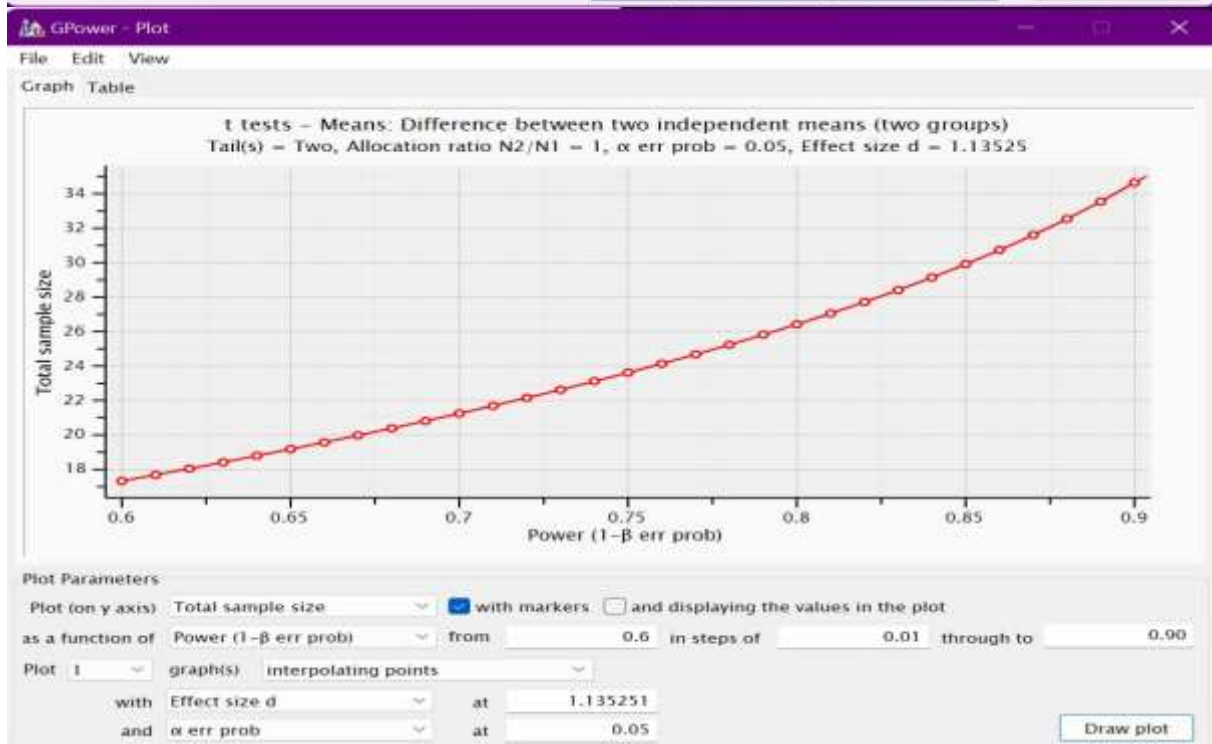 GPower - Plot
File Edit View
Graph Table
t tests – Means: Difference between two independent means (two groups)
Tail(s) = Two, Allocation ratio N2/N1 = 1, α err prob = 0.05, Effect size d = 1.13525
34
32
30
28
26
24
22
20
18
Total sample size
0.6 0.65 0.7 0.75 0.8 0.85 0.9
Power (1-β err prob)
Plot Parameters
Plot (on y axis) Total sample size with markers and displaying the values in the plot
as a function of Power (1-β err prob) from 0.6 in steps of 0.01 through to 0.90
Plot 1 graph(s) interpolating points
with Effect size d at 1.135251
and α err prob at 0.05 Draw plot